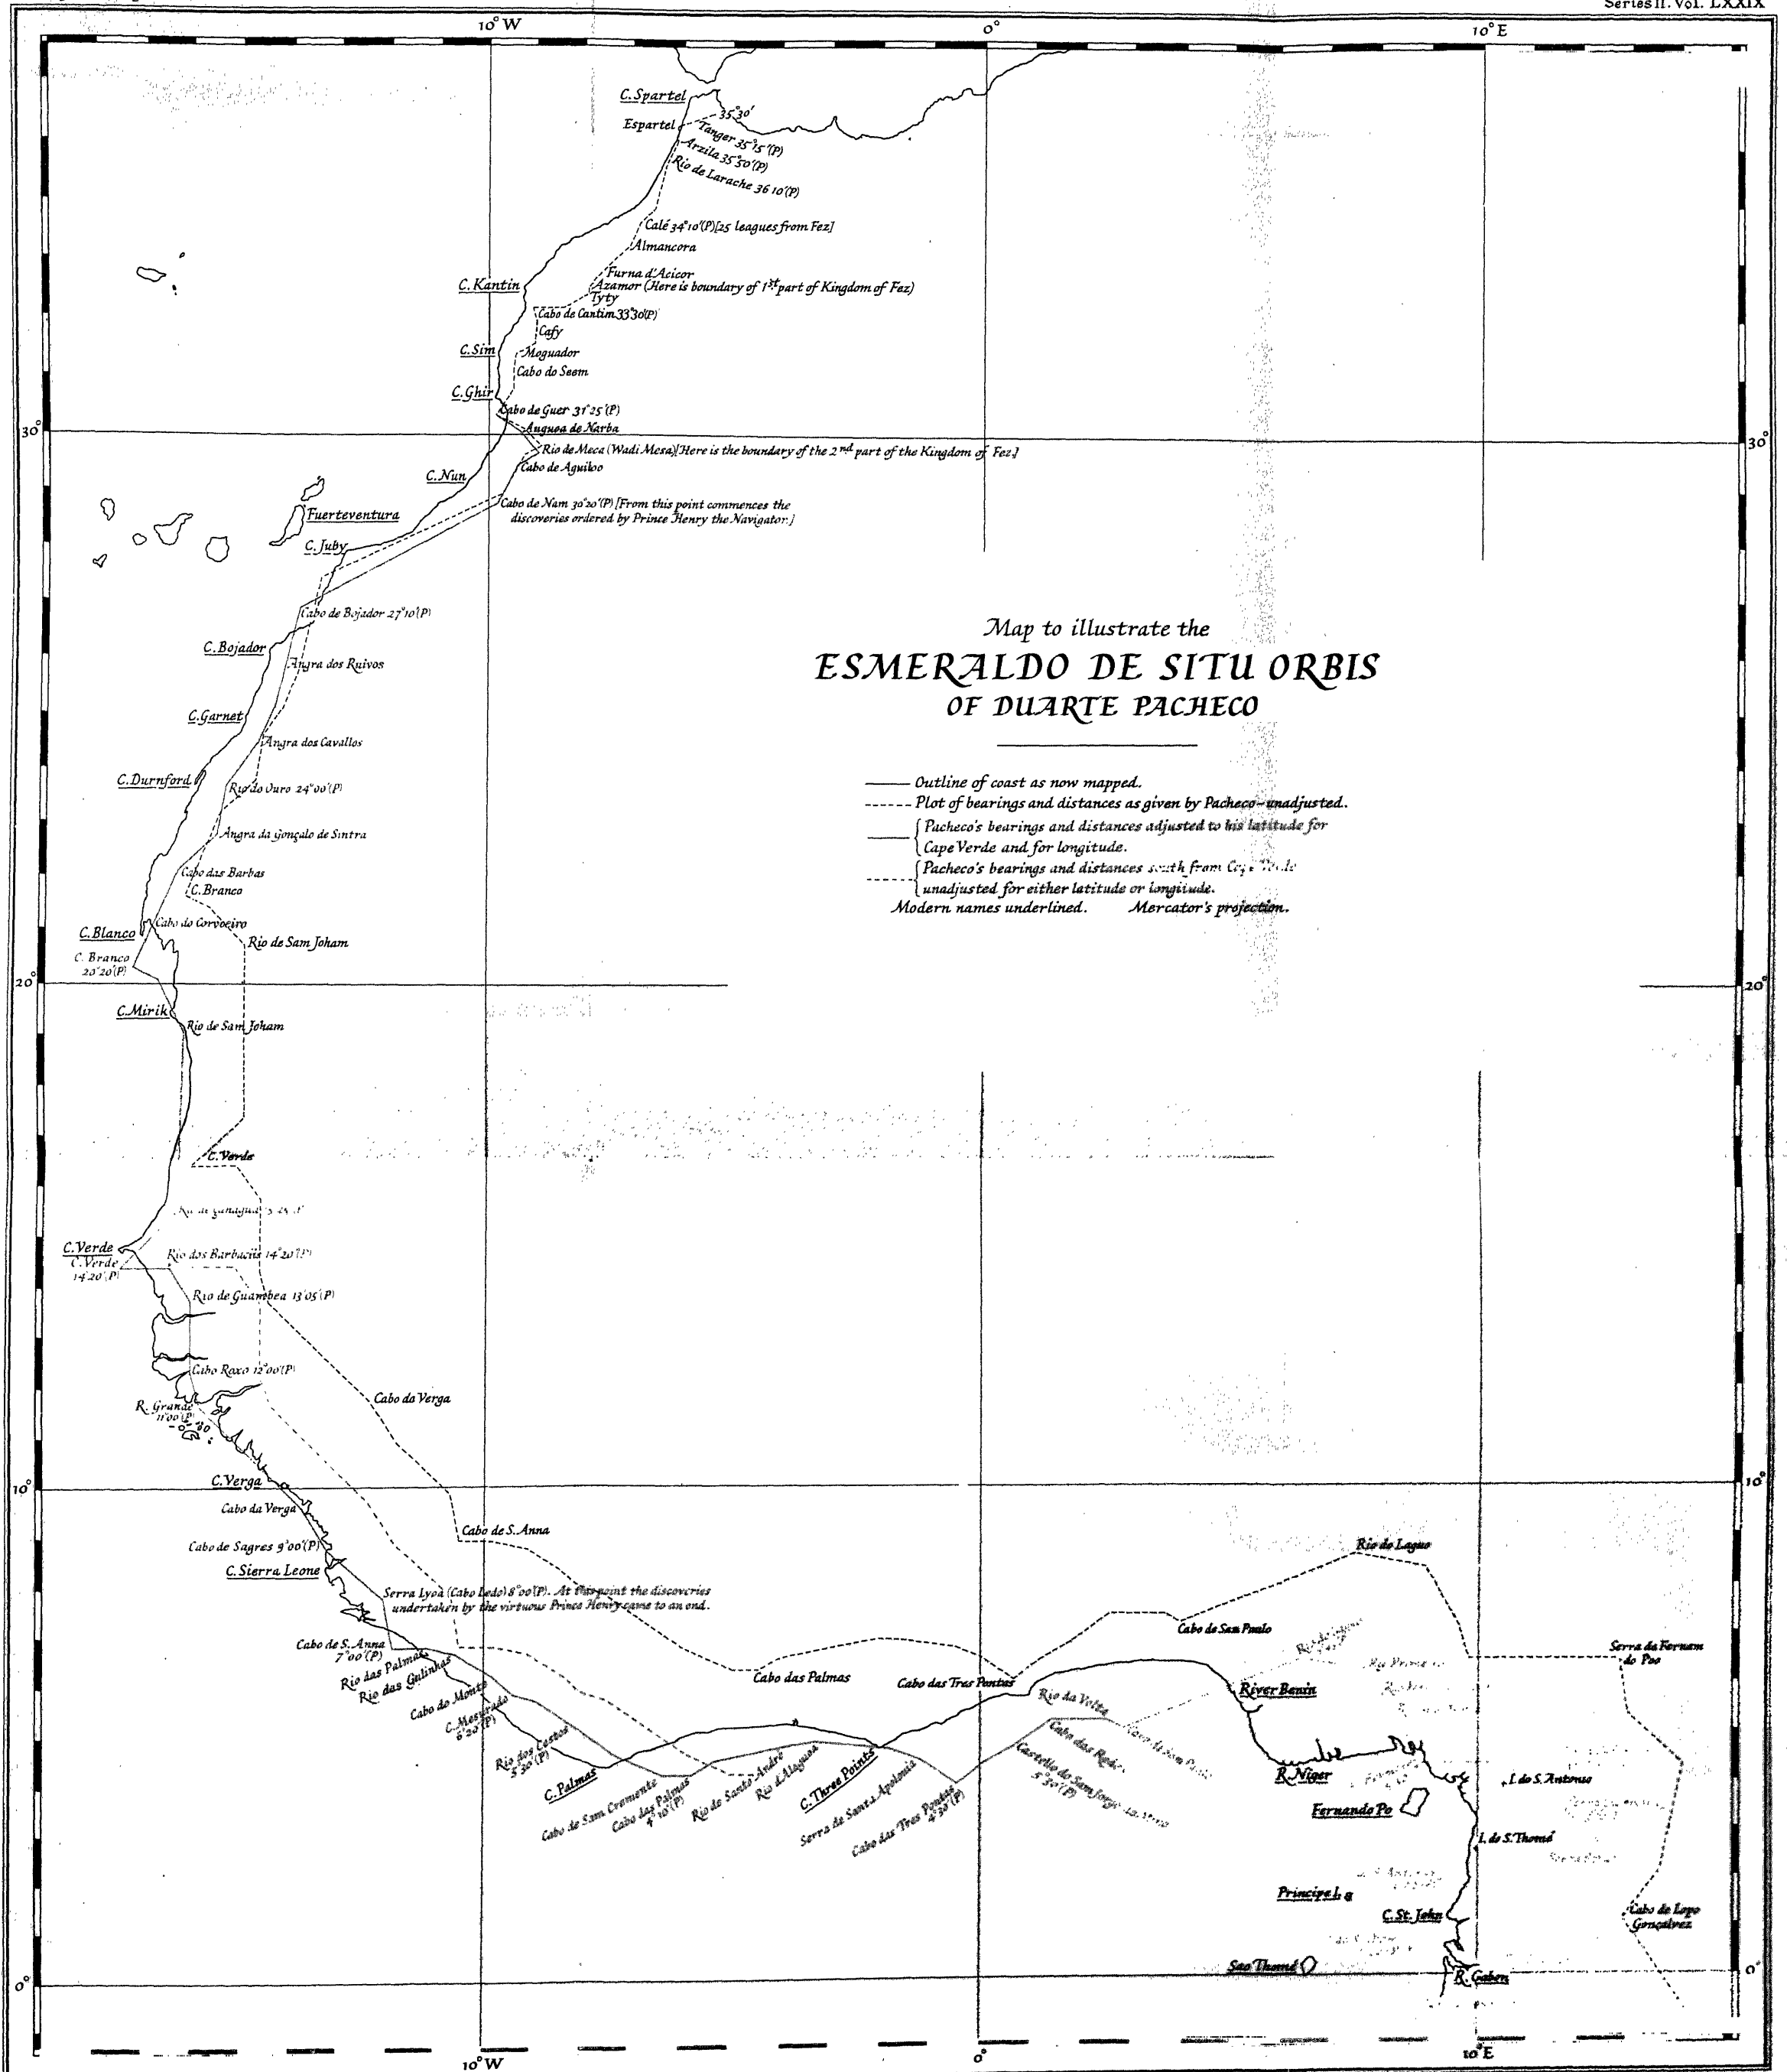 Series II. Vol. LXXIX
10° W
0°
10° E
C. Spartel
35°30'
Espartel
Tanger 35°15'(P)
Arzila 35°50'(P)
Rio de Larache 36 10'(P)
Calé 34°10'(P)[25 leagues from Fez]
Almancora
Furna d'Acicor
C. Kantin
Azamor (Here is boundary of 1st part of Kingdom of Fez)
Tyty
Cabo de Cantim 33°30'(P)
Cafy
C. Sim
Moguador
Cabo do Seem
C. Ghir
Cabo de Guer 31°25'(P)
Auguoa de Narba
30°
30°
Rio de Meca (Wadi Mesa)[Here is the boundary of the 2nd part of the Kingdom of Fez.]
Cabo de Aguiloo
C. Nun
Cabo de Nam 30°20'(P) [From this point commences the
discoveries ordered by Prince Henry the Navigator.]
Fuerteventura
C. Juby
Cabo de Bojador 27°10'(P)
C. Bojador
Angra dos Ruivos
Map to illustrate the
ESMERALDO DE SITU ORBIS
OF DUARTE PACHECO
C. Garnet
Angra dos Cavallos
C. Durnford
Rio do Ouro 24°00'(P)
Outline of coast as now mapped.
Plot of bearings and distances as given by Pacheco–unadjusted.
Pacheco's bearings and distances adjusted to his latitude for
Cape Verde and for longitude.
Pacheco's bearings and distances south from Cape Verde
unadjusted for either latitude or longitude.
Modern names underlined. Mercator's projection.
Angra da Gonçalo de Sintra
Cabo das Barbas
C. Branco
Cabo do Corvoeiro
C. Blanco
Rio de Sam Joham
C. Branco
20°20'(P)
20°
20°
C. Mirik
Rio de Sam Joham
C. Verde
C. Verde
C. Verde
14°20'(P)
Rio dos Barbaciis 14°20'(P)
Rio de Guambea 13°05'(P)
Cabo Roxo 12°00'(P)
R. Grande
11°00'(P)
Cabo da Verga
C. Verga
10°
10°
Cabo da Verga
Cabo de S. Anna
Cabo de Sagres 9°00'(P)
Rio do Laguo
C. Sierra Leone
Serra Lyoa (Cabo Ledo) 8°00'(P). At this point the discoveries
undertaken by the virtuous Prince Henry came to an end.
Cabo de S. Anna
7°00'(P)
Cabo de Sam Paulo
Serra da Fernam
do Poo
Rio das Palmas
Rio das Galinhas
Cabo do Monte
C. Mesurado
6°20'(P)
Cabo das Palmas
Cabo das Tres Pontas
Rio da Volta
River Benin
Cabo das Redes
Rio dos Cestos
5°30'(P)
C. Palmas
Cabo de Sam Cremente
Cabo das Palmas
4°10'(P)
Rio de Santo André
Rio d'Alaguoa
C. Three Points
Serra de Santa Apolonia
Cabo das Tres Pontas
4°30'(P)
Castello do Sam Jorge
5°30'(P)
R. Niger
Fernando Po
I. do S. Antonio
I. do S. Thomé
Principe I.
C. St. John
Cabo de Lopo
Gonçalvez
Sao Thomé
R. Gabon
0°
0°
10° W
0°
10° E